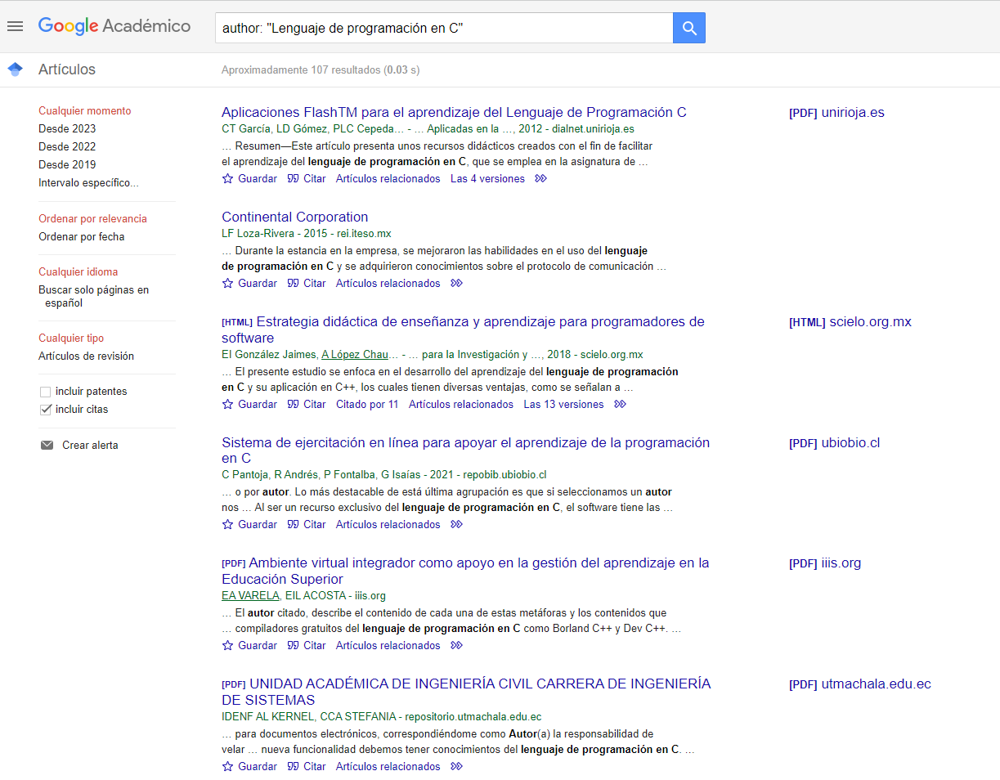 Google Académico
author: "Lenguaje de programación en C"
Artículos
Aproximadamente 107 resultados (0.03 s)
Cualquier momento
Desde 2023
Desde 2022
Desde 2019
Intervalo específico...
Ordenar por relevancia
Ordenar por fecha
Cualquier idioma
Buscar solo páginas en
español
Cualquier tipo
Artículos de revisión
incluir patentes
incluir citas
Crear alerta
Aplicaciones FlashTM para el aprendizaje del Lenguaje de Programación C
CT García, LD Gómez, PLC Cepeda… - … Aplicadas en la …, 2012 - dialnet.unirioja.es
… Resumen—Este artículo presenta unos recursos didácticos creados con el fin de facilitar
el aprendizaje del lenguaje de programación en C, que se emplea en la asignatura de …
Guardar Citar Artículos relacionados Las 4 versiones
[PDF] unirioja.es
Continental Corporation
LF Loza-Rivera - 2015 - rei.iteso.mx
… Durante la estancia en la empresa, se mejoraron las habilidades en el uso del lenguaje
de programación en C y se adquirieron conocimientos sobre el protocolo de comunicación …
Guardar Citar Artículos relacionados
[HTML] Estrategia didáctica de enseñanza y aprendizaje para programadores de
software
EI González Jaimes, A López Chau… - … para la Investigación y …, 2018 - scielo.org.mx
… El presente estudio se enfoca en el desarrollo del aprendizaje del lenguaje de programación
en C y su aplicación en C++, los cuales tienen diversas ventajas, como se señalan a …
Guardar Citar Citado por 11 Artículos relacionados Las 13 versiones
[HTML] scielo.org.mx
Sistema de ejercitación en línea para apoyar el aprendizaje de la programación
en C
C Pantoja, R Andrés, P Fontalba, G Isaías - 2021 - repobib.ubiobio.cl
… o por autor. Lo más destacable de está última agrupación es que si seleccionamos un autor
nos … Al ser un recurso exclusivo del lenguaje de programación en C, el software tiene las …
Guardar Citar Artículos relacionados
[PDF] ubiobio.cl
[PDF] Ambiente virtual integrador como apoyo en la gestión del aprendizaje en la
Educación Superior
EA VARELA, EIL ACOSTA - iiis.org
… El autor citado, describe el contenido de cada una de estas metáforas y los contenidos que
… compiladores gratuitos del lenguaje de programación en C como Borland C++ y Dev C++. …
Guardar Citar Artículos relacionados
[PDF] iiis.org
[PDF] UNIDAD ACADÉMICA DE INGENIERÍA CIVIL CARRERA DE INGENIERÍA
DE SISTEMAS
IDENF AL KERNEL, CCA STEFANIA - repositorio.utmachala.edu.ec
… para documentos electrónicos, correspondiéndome como Autor(a) la responsabilidad de
velar … nueva funcionalidad debemos tener conocimientos del lenguaje de programación en C. …
Guardar Citar Artículos relacionados
[PDF] utmachala.edu.ec